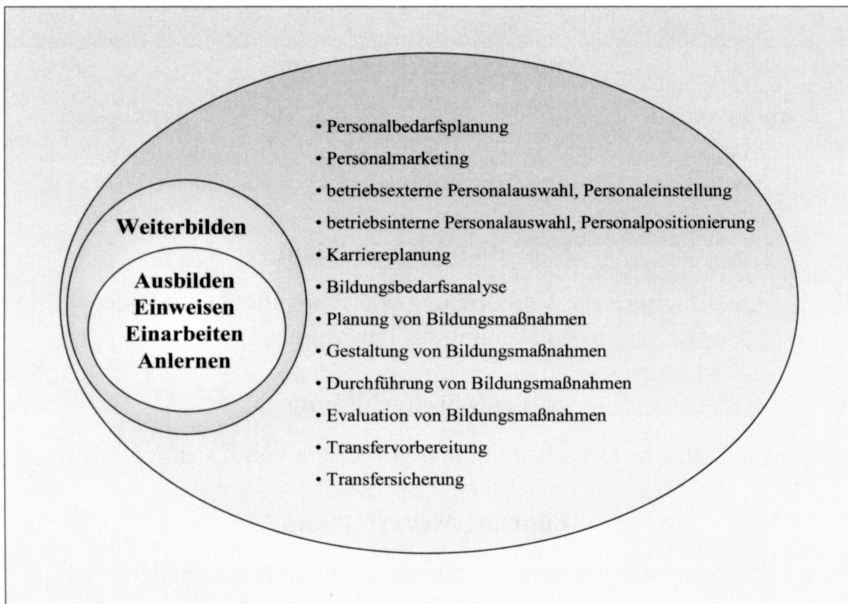 • Personalbedarfsplanung
• Personalmarketing
• betriebsexterne Personalauswahl, Personaleinstellung
• betriebsinterne Personalauswahl, Personalpositionierung
• Karriereplanung
• Bildungsbedarfsanalyse
• Planung von Bildungsmaßnahmen
• Gestaltung von Bildungsmaßnahmen
• Durchführung von Bildungsmaßnahmen
• Evaluation von Bildungsmaßnahmen
• Transfervorbereitung
• Transfersicherung
Weiterbilden
Ausbilden
Einweisen
Einarbeiten
Anlernen